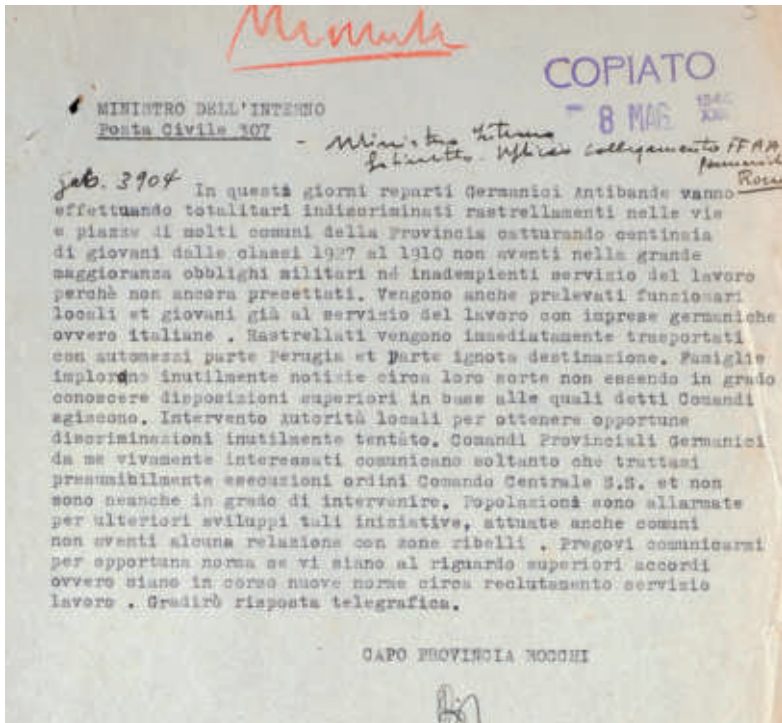 Minuta
COPIATO
- 8 MAG. 1944
XXII
MINISTRO DELL'INTERNO
Posta Civile 307
- Ministro Interno
Gabinetto - Ufficio collegamento FFAA
Roma
Gab. 3904 In questi giorni reparti Germanici Antibande vanno
effettuando totalitari indiscriminati rastrellamenti nelle vie
e piazze di molti comuni della Provincia catturando centinaia
di giovani dalle classi 1927 al 1910 non aventi nella grande
maggioranza obblighi militari né inadempienti servizio del lavoro
perchè non ancora precettati. Vengono anche prelevati funzionari
locali et giovani già al servizio del lavoro con imprese germaniche
ovvero italiane . Rastrellati vengono immediatamente trasportati
con automezzi parte Perugia et parte ignota destinazione. Famiglie
implorano inutilmente notizie circa loro sorte non essendo in grado
conoscere disposizioni superiori in base alle quali detti Comandi
agiscono. Intervento Autorità locali per ottenere opportune
discriminazioni inutilmente tentato. Comandi Provinciali Germanici
da me vivamente interessati comunicano soltanto che trattasi
presumibilmente esecuzioni ordini Comando Centrale S.S. et non
sono neanche in grado di intervenire. Popolazioni sono allarmate
per ulteriori sviluppi tali iniziative, attuate anche comuni
non aventi alcuna relazione con zone ribelli . Pregovi comunicarmi
per opportuna norma se vi siano al riguardo superiori accordi
ovvero siano in corso nuove norme circa reclutamento servizio
lavoro . Gradirò risposta telegrafica.
CAPO PROVINCIA ROCCHI